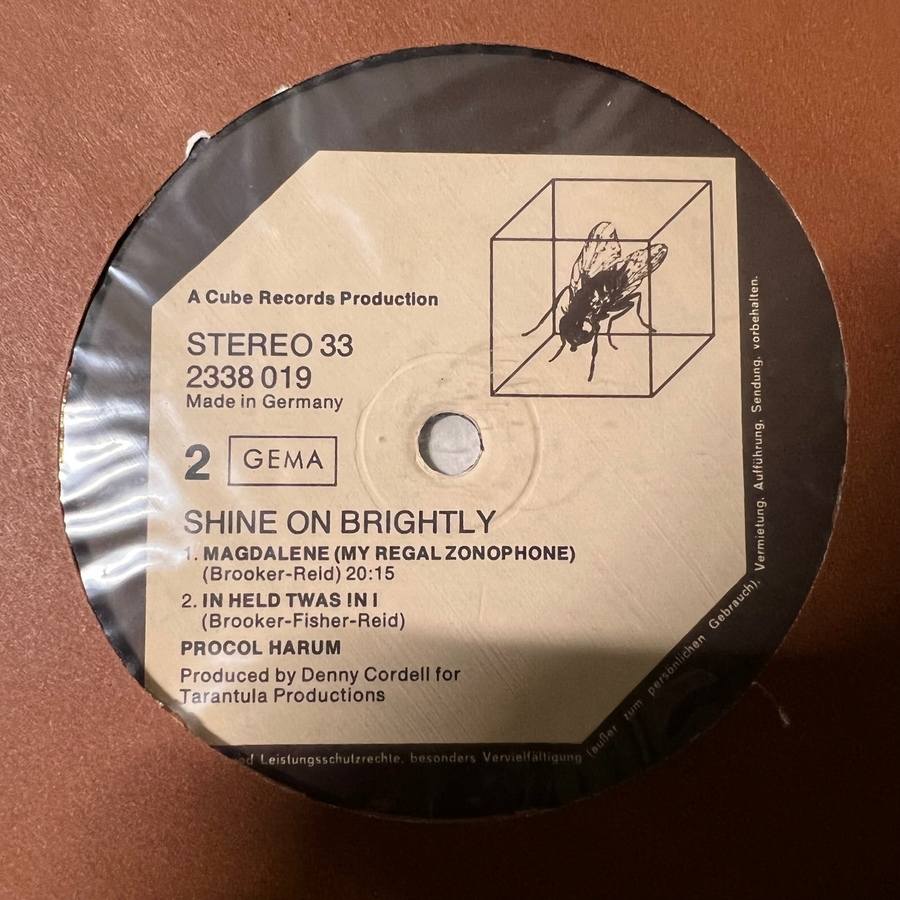 A Cube Records Production
STEREO 33
2338 019
Made in Germany
2 GEMA
SHINE ON BRIGHTLY
1. MAGDALENE (MY REGAL ZONOPHONE)
(Brooker-Reid) 20:15
2. IN HELD TWAS IN I
(Brooker-Fisher-Reid)
PROCOL HARUM
Produced by Denny Cordell for
Tarantula Productions
Leistungsschutzrechte, besonders Vervielfältigung (außer zum persönlichen Gebrauch), Vermietung, Aufführung, Sendung, vorbehalten.